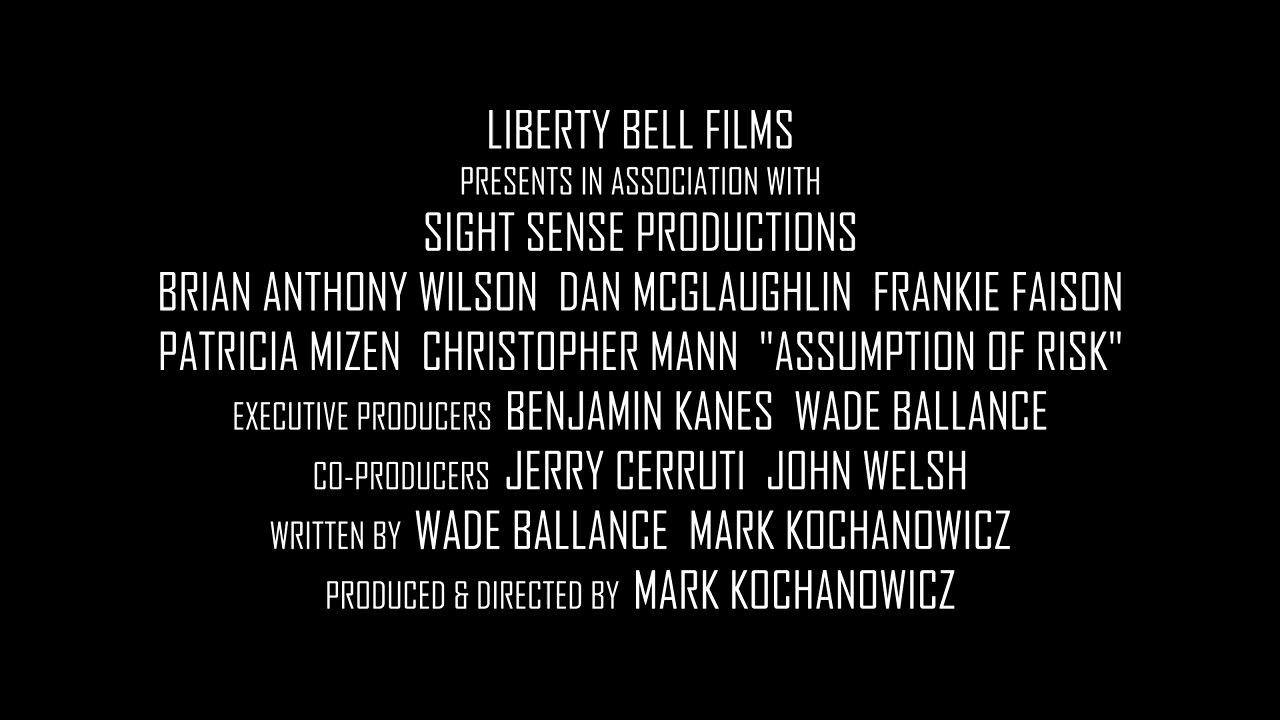 LIBERTY BELL FILMS
PRESENTS IN ASSOCIATION WITH
SIGHT SENSE PRODUCTIONS
BRIAN ANTHONY WILSON DAN MCGLAUGHLIN FRANKIE FAISON
PATRICIA MIZEN CHRISTOPHER MANN "ASSUMPTION OF RISK"
EXECUTIVE PRODUCERS BENJAMIN KANES WADE BALLANCE
CO-PRODUCERS JERRY CERRUTI JOHN WELSH
WRITTEN BY WADE BALLANCE MARK KOCHANOWICZ
PRODUCED & DIRECTED BY MARK KOCHANOWICZ